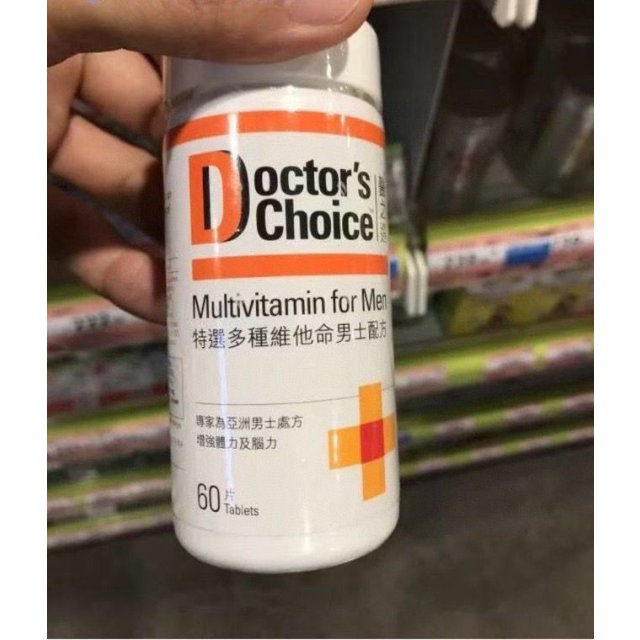 Doctor's
Choice
Multivitamin for Men
特選多種維他命男士配方
專家為亞洲男士處方
增強體力及腦力
60片
Tablets